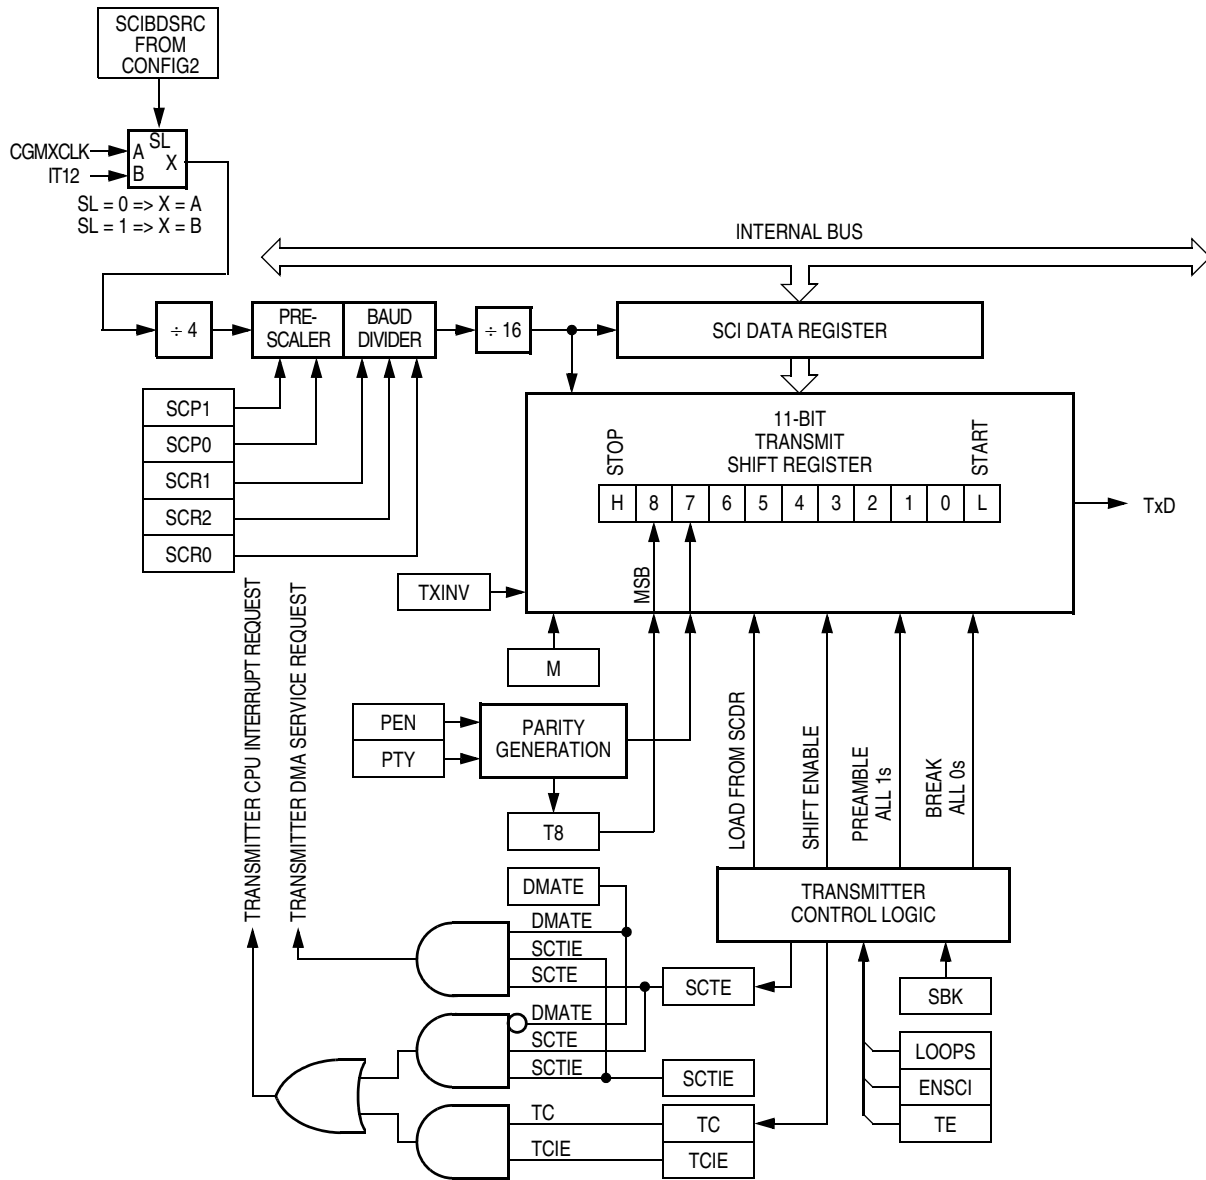 SCIBDSRC
FROM
CONFIG2
SL
CGMXCLK
A
X
IT12
B
SL = 0 => X = A
SL = 1 => X = B
INTERNAL BUS
÷ 4
PRE-
SCALER
BAUD
DIVIDER
÷ 16
SCI DATA REGISTER
SCP1
SCP0
SCR1
SCR2
SCR0
11-BIT
TRANSMIT
SHIFT REGISTER
STOP
START
H 8 7 6 5 4 3 2 1 0 L
TxD
TXINV
MSB
M
TRANSMITTER CPU INTERRUPT REQUEST
TRANSMITTER DMA SERVICE REQUEST
PEN
PTY
PARITY
GENERATION
T8
LOAD FROM SCDR
SHIFT ENABLE
PREAMBLE
ALL 1s
BREAK
ALL 0s
DMATE
TRANSMITTER
CONTROL LOGIC
DMATE
SCTIE
SCTE
SCTE
SBK
DMATE
SCTE
SCTIE
SCTIE
LOOPS
ENSCI
TE
TC
TC
TCIE
TCIE